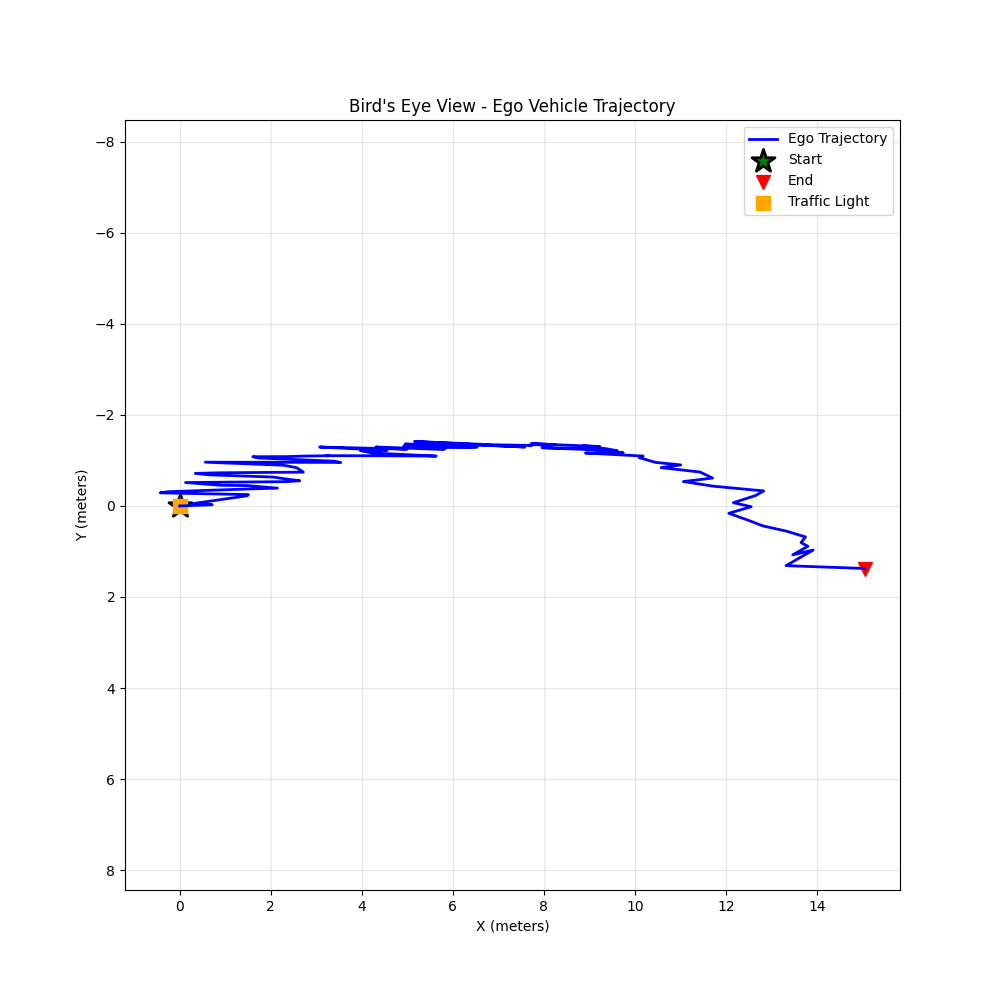 Bird's Eye View - Ego Vehicle Trajectory
Ego Trajectory
Start
End
Traffic Light
−8
−6
−4
−2
0
2
4
6
8
Y (meters)
0
2
4
6
8
10
12
14
X (meters)